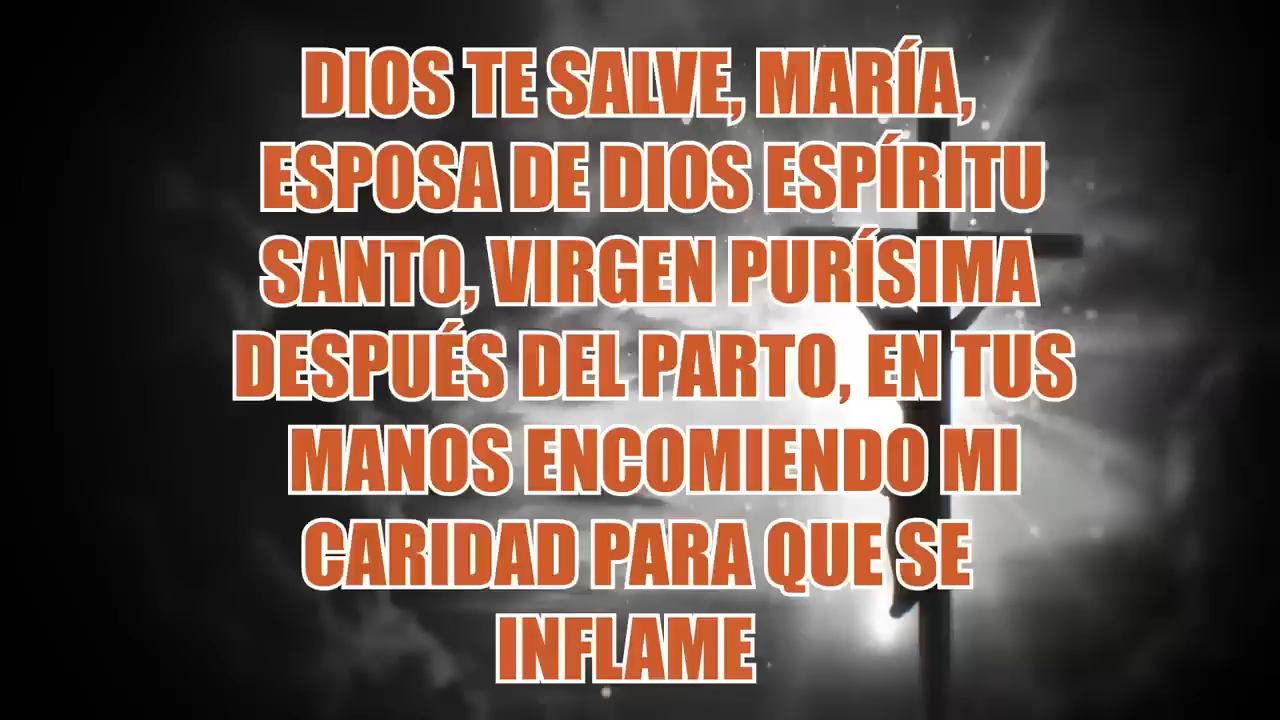 DIOS TE SALVE, MARÍA,
ESPOSA DE DIOS ESPÍRITU
SANTO, VIRGEN PURÍSIMA
DESPUÉS DEL PARTO, EN TUS
MANOS ENCOMIENDO MI
CARIDAD PARA QUE SE
INFLAME